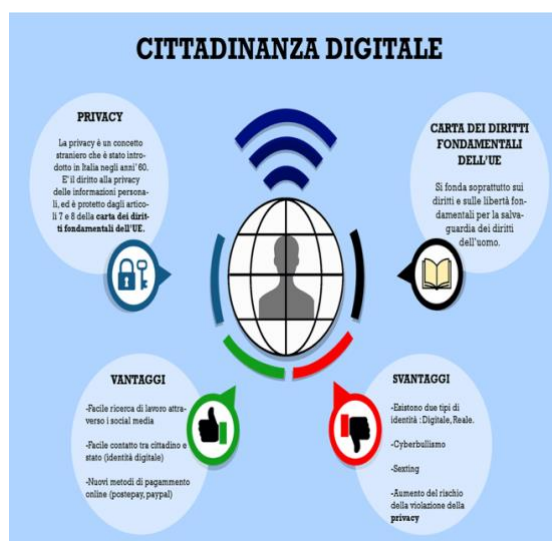 CITTADINANZA DIGITALE
PRIVACY
La privacy è un concetto
straniero che è stato intro-
dotto in Italia negli anni'60.
E'il diritto alla privacy
delle informazioni persona-
li, ed è protetto dagli artico-
li 7 e 8 della carta dei dirit-
ti fondamentali dell'UE.
CARTA DEI DIRITTI
FONDAMENTALI
DELL'UE
Si fonda soprattutto sui
diritti e sulle libertà fon-
damentali per la salva-
guardia dei diritti
dell'uomo.
VANTAGGI
-Facile ricerca di lavoro attra-
verso i social media
-Facile contatto tra cittadino e
stato (identità digitale)
-Nuovi metodi di pagammento
online (postepay, paypal)
SVANTAGGI
-Esistono due tipi di
identità : Digitale, Reale.
-Cyberbullismo
-Sexting
-Aumento del rischio
della violazione della
privacy